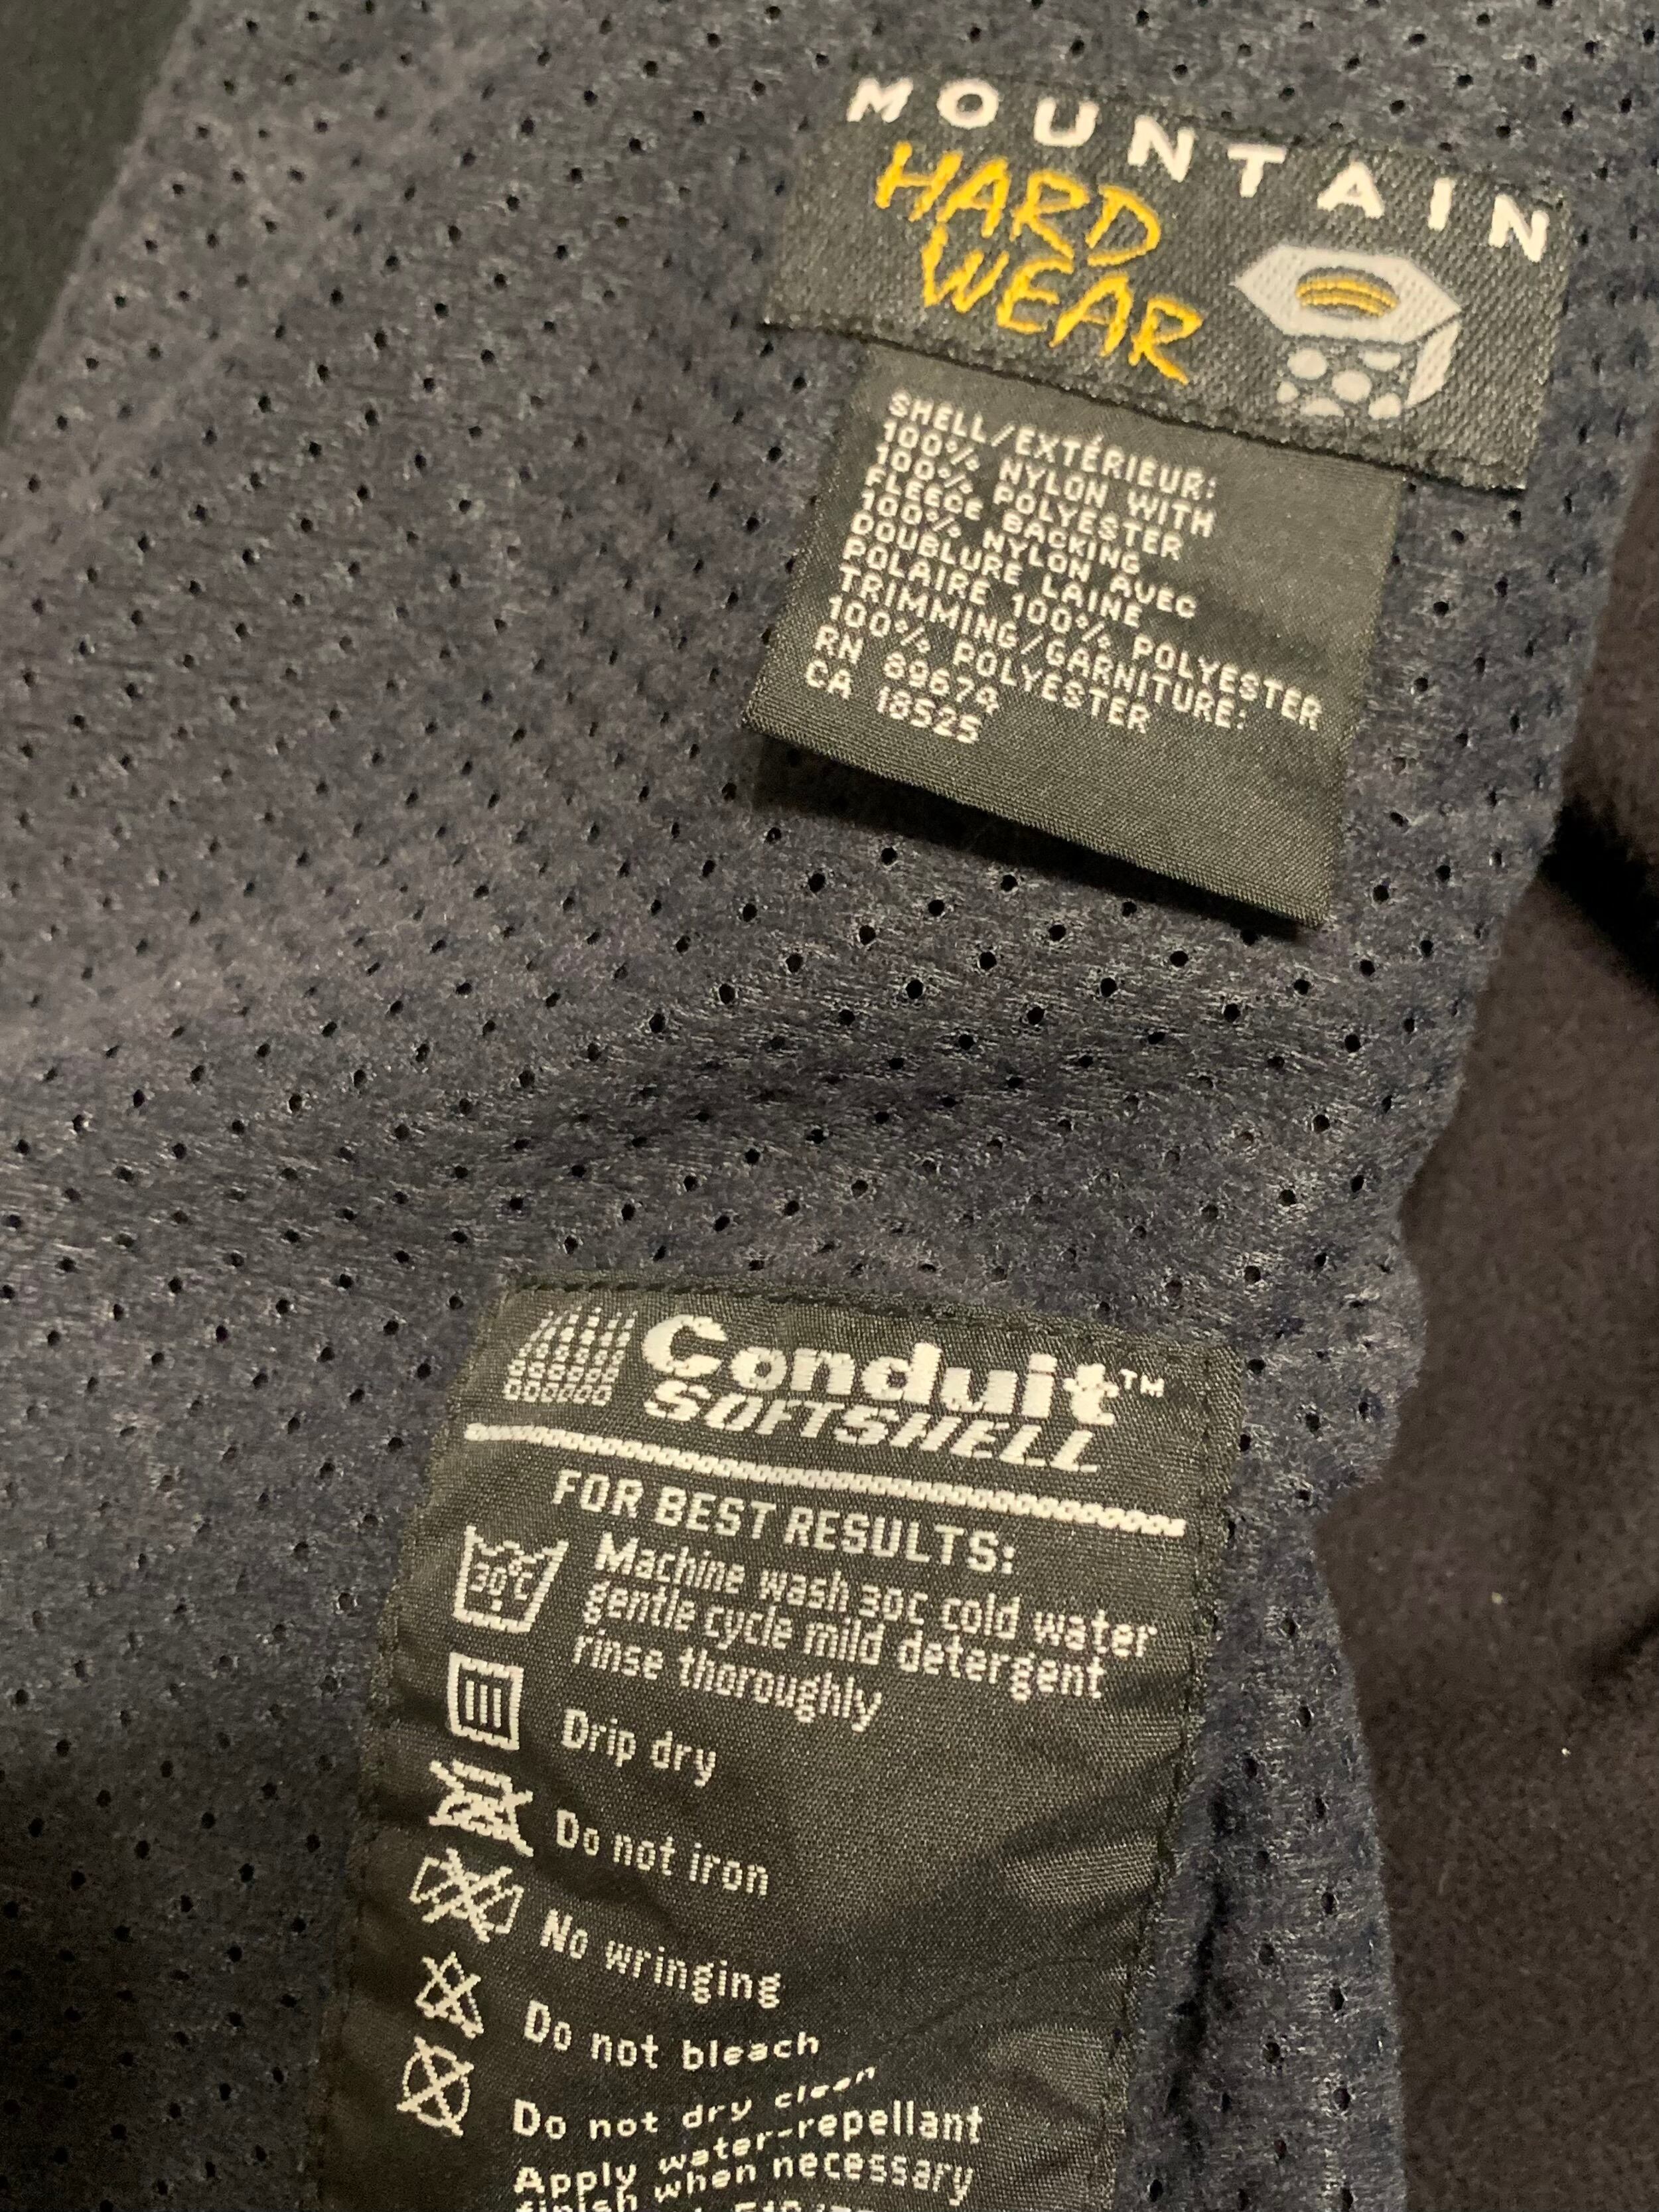 MOUNTAIN
HARD
WEAR
SHELL/EXTÉRIEUR:
100% NYLON WITH
100% POLYESTER
FLEECE BACKING
100% NYLON AVEC
DOUBLURE LAINE
POLAIRE 100% POLYESTER
TRIMMING/GARNITURE:
100% POLYESTER
RN 89674
CA 18525
Conduit™
SOFTSHELL
FOR BEST RESULTS:
30°C
Machine wash 30C cold water
gentle cycle mild detergent
rinse thoroughly
Drip dry
Do not iron
No wringing
Do not bleach
Do not dry clean
Apply water-repellant
finish when necessary